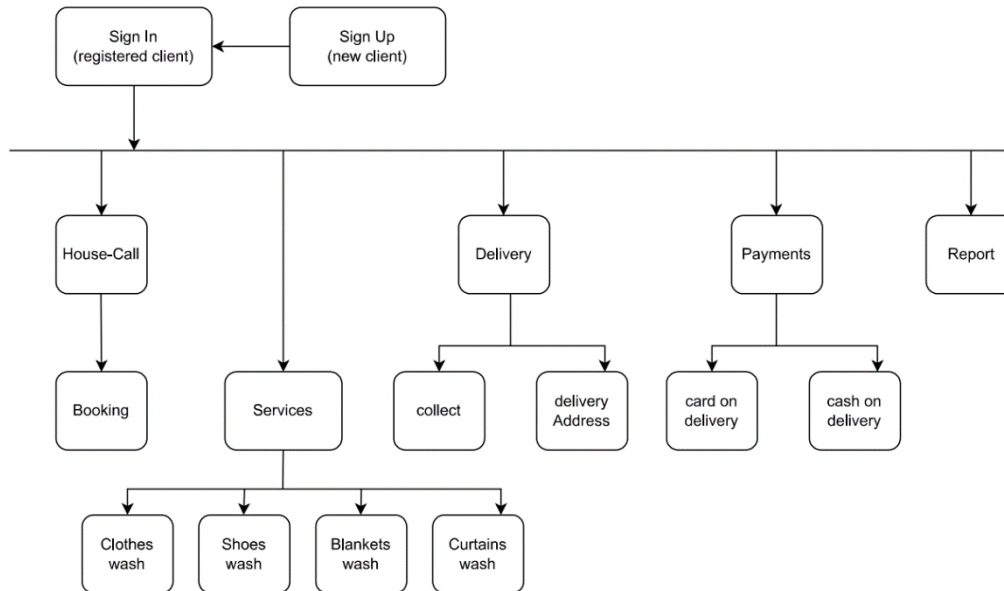 Sign In
(registered client)
Sign Up
(new client)
House-Call
Delivery
Payments
Report
Booking
Services
collect
delivery
Address
card on
delivery
cash on
delivery
Clothes
wash
Shoes
wash
Blankets
wash
Curtains
wash